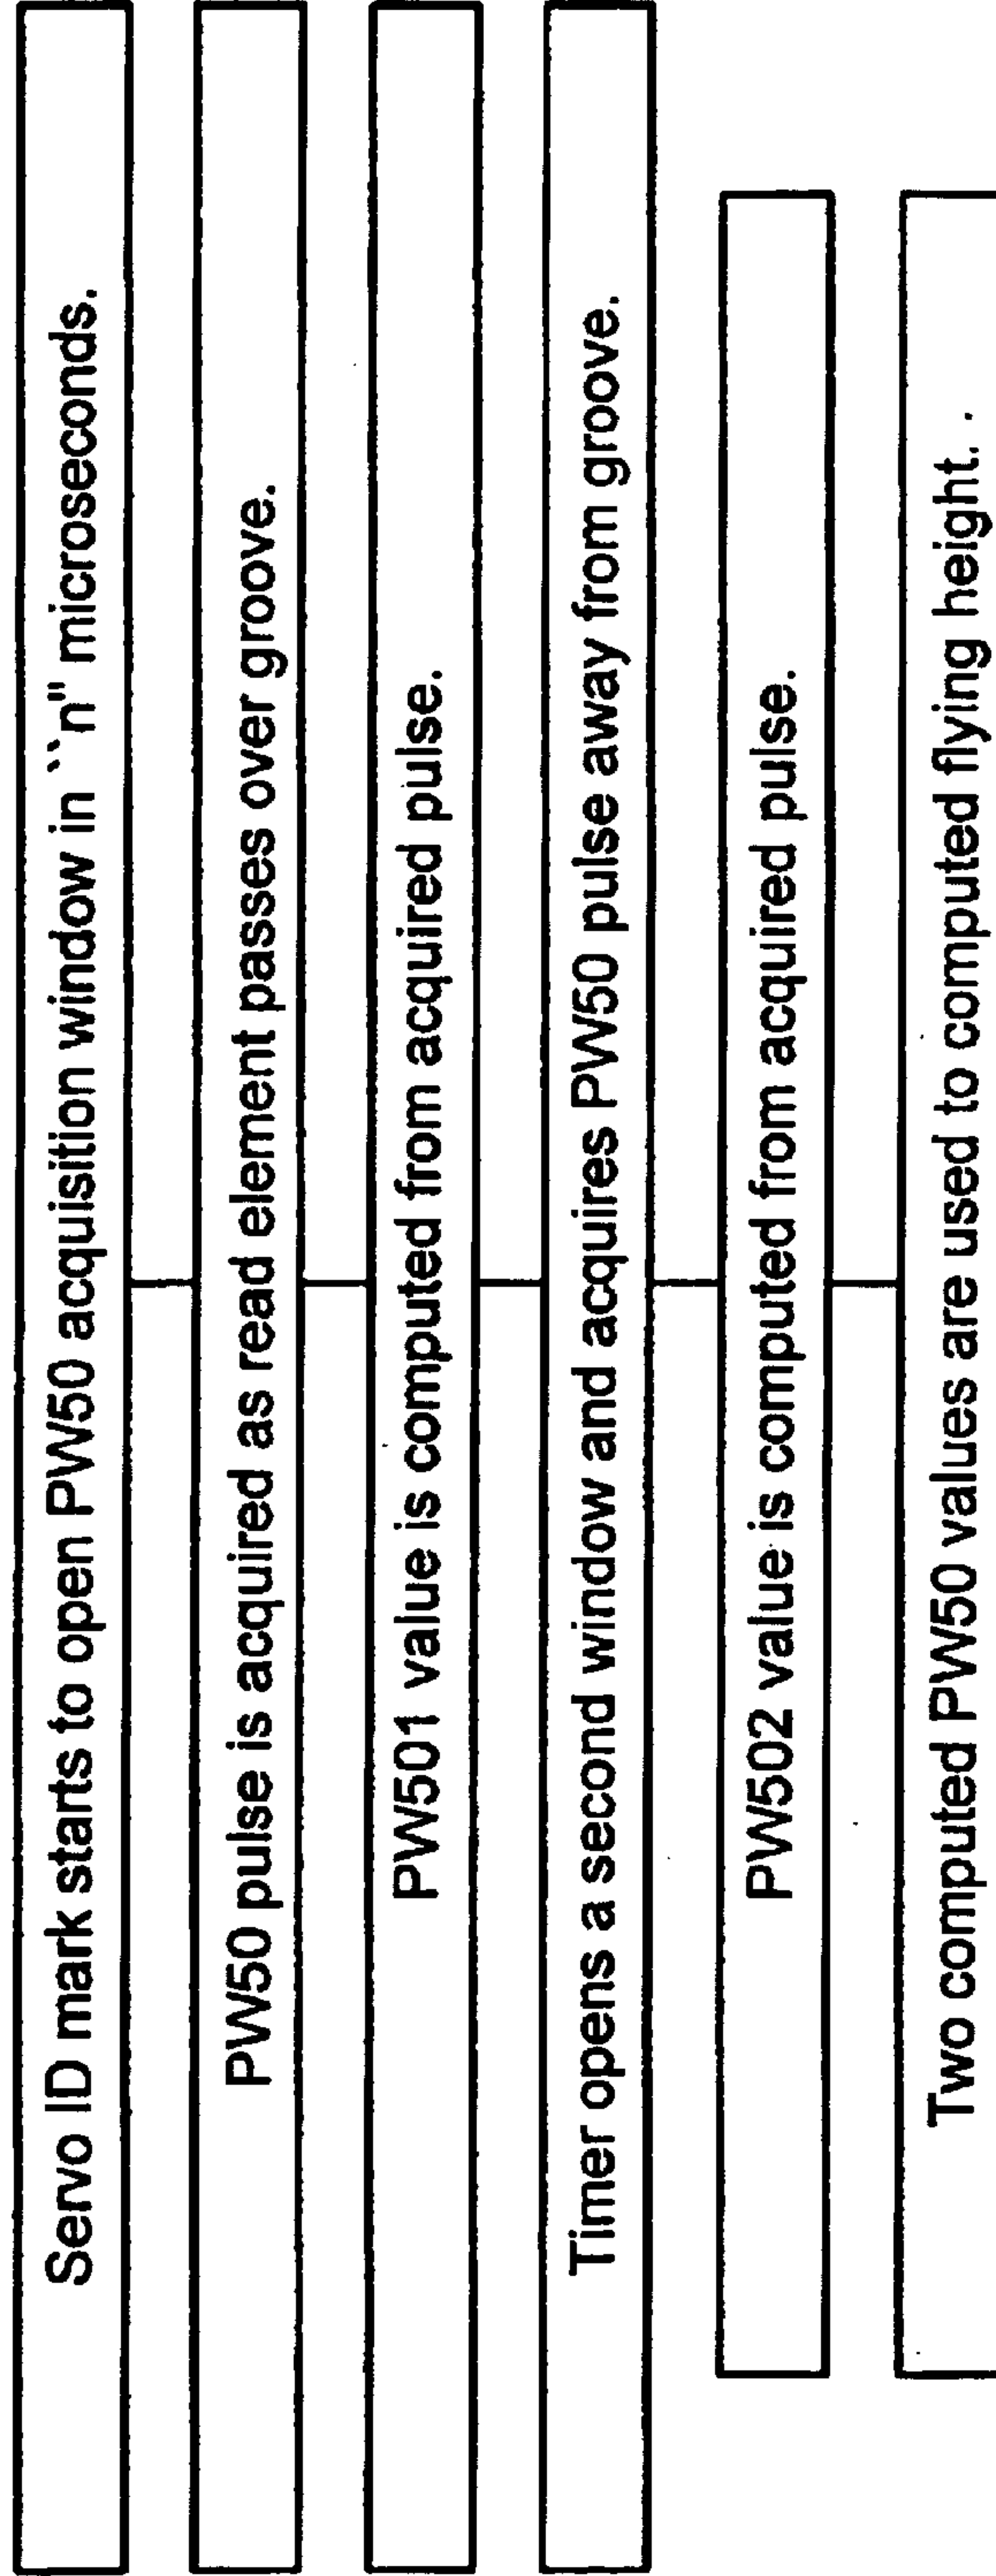 Servo ID mark starts to open PW50 acquisition window in ``n" microseconds.
PW50 pulse is acquired as read element passes over groove.
PW501 value is computed from acquired pulse.
Timer opens a second window and acquires PW50 pulse away from groove.
PW502 value is computed from acquired pulse.
Two computed PW50 values are used to computed flying height.